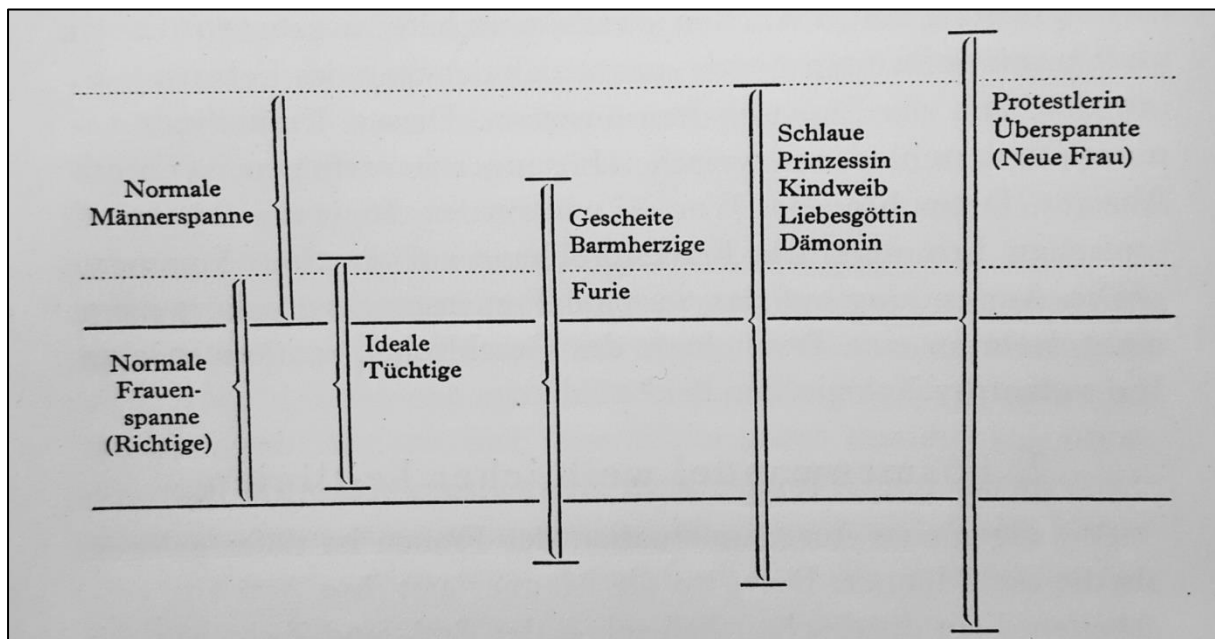 Normale
Männerspanne
Normale
Frauen-
spanne
(Richtige)
Ideale
Tüchtige
Gescheite
Barmherzige
Furie
Schlaue
Prinzessin
Kindweib
Liebesgöttin
Dämonin
Protestlerin
Überspannte
(Neue Frau)